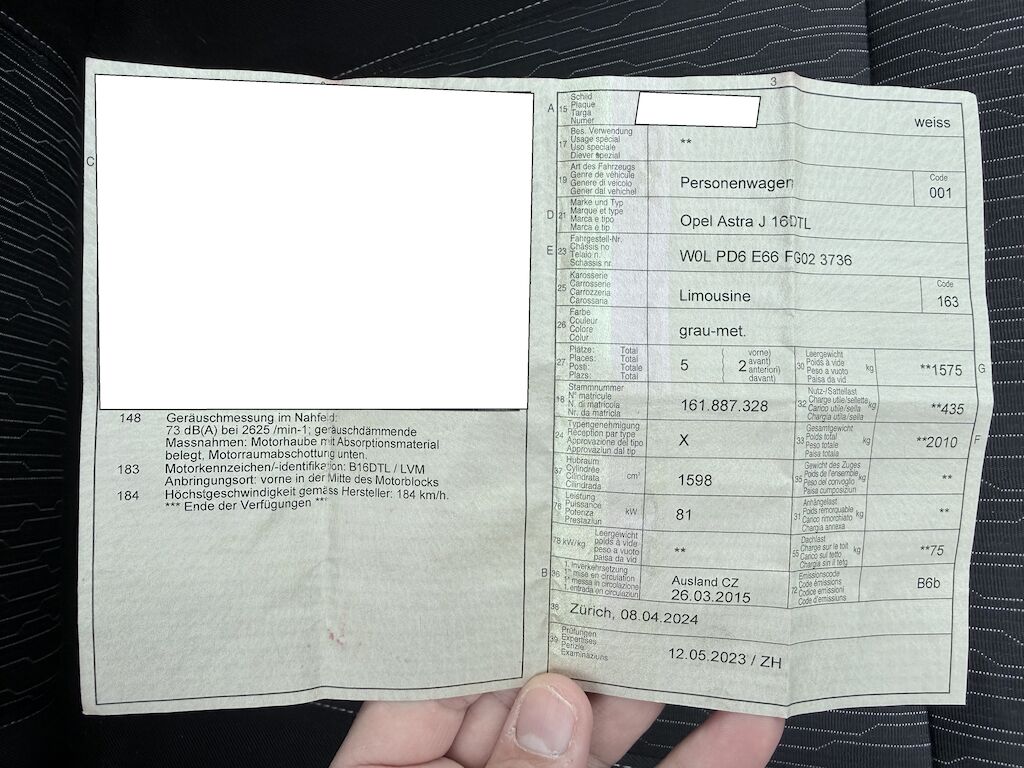 3
C
148 Geräuschmessung im Nahfeld:
73 dB(A) bei 2625 /min-1; geräuschdämmende
Massnahmen: Motorhaube mit Absorptionsmaterial
belegt, Motorraumabschottung unten.
183 Motorkennzeichen/-identifikation: B16DTL / LVM
Anbringungsort: vorne in der Mitte des Motorblocks
184 Höchstgeschwindigkeit gemäss Hersteller: 184 km/h.
*** Ende der Verfügungen **
A 15 Schild
Plaque
Targa
Numer
weiss
17 Bes. Verwendung
Usage spécial
Uso speciale
Diever spezial
**
19 Art des Fahrzeugs
Genre de véhicule
Genere di veicolo
Gener dal vehichel
Personenwagen
Code
001
D 21 Marke und Typ
Marque et type
Marca e tipo
Marca e tip
Opel Astra J 16DTL
E 23 Fahrgestell-Nr.
Châssis no
Telaio n.
Schassis nr.
W0L PD6 E66 FG02 3736
25 Karosserie
Carrosserie
Carrozzeria
Carossaria
Limousine
Code
163
26 Farbe
Couleur
Colore
Colur
grau-met.
27 Plätze: Total
Places: Total
Posti: Totale
Plazs: Total
5 2 vorne)
avant)
anteriori)
davant)
30 Leergewicht
Poids à vide
Peso a vuoto
Paisa da vid
kg **1575 G
18 Stammnummer
N° matricule
N. di matricola
Nr. da matricla
161.887.328
32 Nutz-/Sattellast
Charge utile/sellette
Carico utile/sella
Chargia útila/sella
kg **435
24 Typengenehmigung
Réception par type
Approvazione del tipo
Approvaziun dal tip
X
33 Gesamtgewicht
Poids total
Peso totale
Paisa totala
kg **2010 F
37 Hubraum
Cylindrée
Cilindrata
Cilindrada
cm³ 1598
35 Gewicht des Zuges
Poids de l'ensemble
Peso del convoglio
Paisa cumposiziun
kg **
76 Leistung
Puissance
Potenza
Prestaziun
kW 81
31 Anhängelast
Poids remorquable
Carico rimorchiato
Chargia annexa
kg **
78 kW/kg Leergewicht
poids à vide
peso a vuoto
paisa da vid
**
55 Dachlast
Charge sur le toit
Carico sul tetto
Chargia sin il tetg
kg **75
B 36 1. Inverkehrsetzung
1re mise en circulation
1a messa in circolazione
1. entrada en circulaziun
Ausland CZ
26.03.2015
72 Emissionscode
Code émissions
Codice emissioni
Code d'emissiuns
B6b
38 Zürich, 08.04.2024
39 Prüfungen
Expertises
Perizie
Examinaziuns
12.05.2023 / ZH